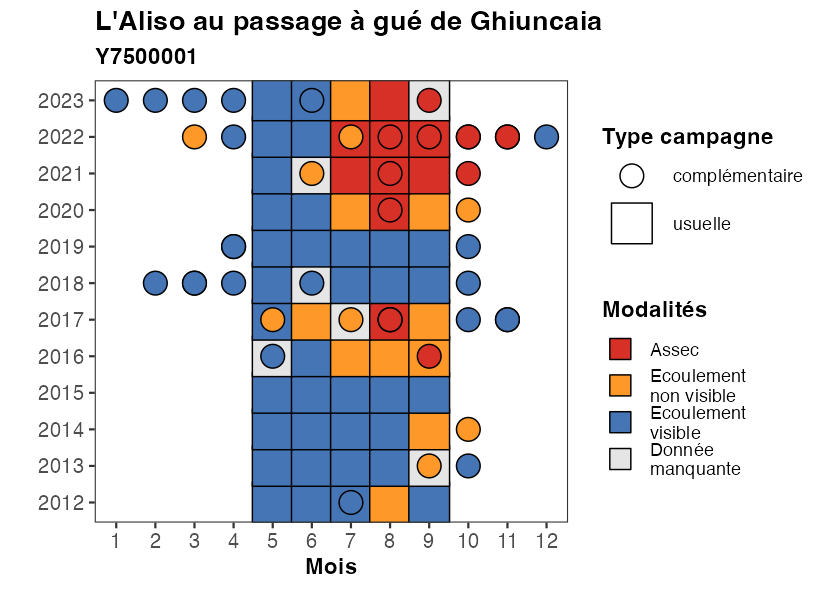 L'Aliso au passage à gué de Ghiuncaia
Y7500001
2023
2022
2021
2020
2019
2018
2017
2016
2015
2014
2013
2012
1 2 3 4 5 6 7 8 9 10 11 12
Mois
Type campagne
complémentaire
usuelle
Modalités
Assec
Ecoulement
non visible
Ecoulement
visible
Donnée
manquante